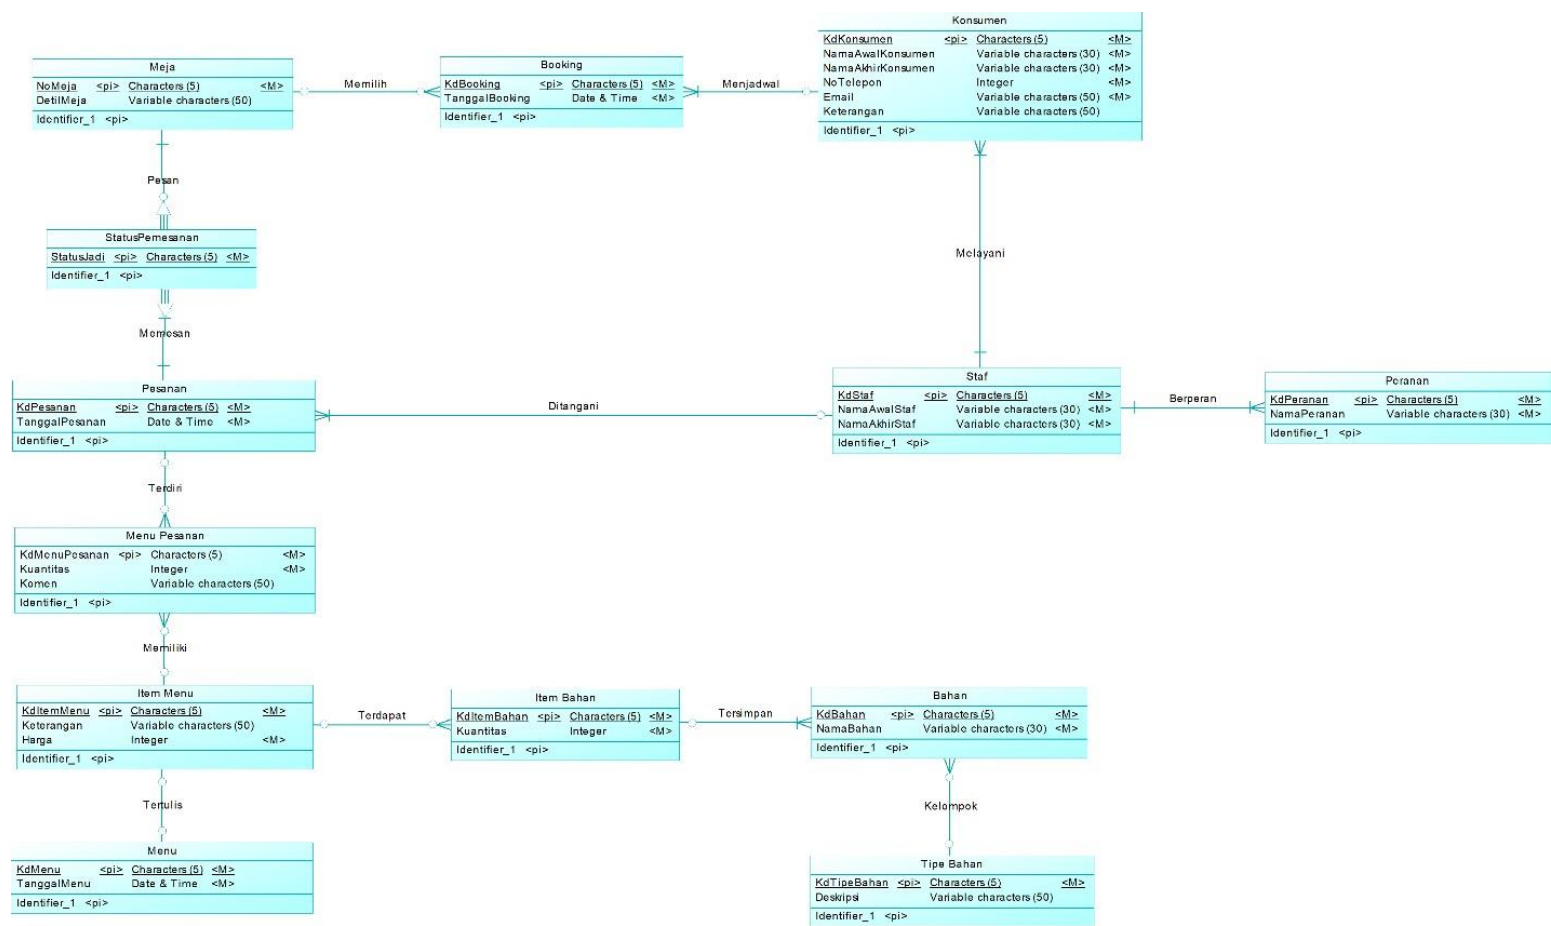 Konsumen
KdKonsumen <pi> Characters (5) <M>
NamaAwalKonsumen Variable characters (30) <M>
NamaAkhirKonsumen Variable characters (30) <M>
NoTelepon Integer <M>
Email Variable characters (50) <M>
Keterangan Variable characters (50)
Identifier_1 <pi>
Meja
NoMeja <pi> Characters (5) <M>
DetilMeja Variable characters (50)
Identifier_1 <pi>
Memilih
Booking
KdBooking <pi> Characters (5) <M>
TanggalBooking Date & Time <M>
Identifier_1 <pi>
Menjadwal
Pesan
StatusPemesanan
StatusJadi <pi> Characters (5) <M>
Identifier_1 <pi>
Melayani
Memesan
Pesanan
KdPesanan <pi> Characters (5) <M>
TanggalPesanan Date & Time <M>
Identifier_1 <pi>
Ditangani
Staf
KdStaf <pi> Characters (5) <M>
NamaAwalStaf Variable characters (30) <M>
NamaAkhirStaf Variable characters (30) <M>
Identifier_1 <pi>
Berperan
Peranan
KdPeranan <pi> Characters (5) <M>
NamaPeranan Variable characters (30) <M>
Identifier_1 <pi>
Terdiri
Menu Pesanan
KdMenuPesanan <pi> Characters (5) <M>
Kuantitas Integer <M>
Komen Variable characters (50)
Identifier_1 <pi>
Memiliki
Item Menu
KdItemMenu <pi> Characters (5) <M>
Keterangan Variable characters (50)
Harga Integer <M>
Identifier_1 <pi>
Terdapat
Item Bahan
KdItemBahan <pi> Characters (5) <M>
Kuantitas Integer <M>
Identifier_1 <pi>
Tersimpan
Bahan
KdBahan <pi> Characters (5) <M>
NamaBahan Variable characters (30) <M>
Identifier_1 <pi>
Tertulis
Kelompok
Menu
KdMenu <pi> Characters (5) <M>
TanggalMenu Date & Time <M>
Identifier_1 <pi>
Tipe Bahan
KdTipeBahan <pi> Characters (5) <M>
Deskripsi Variable characters (50)
Identifier_1 <pi>